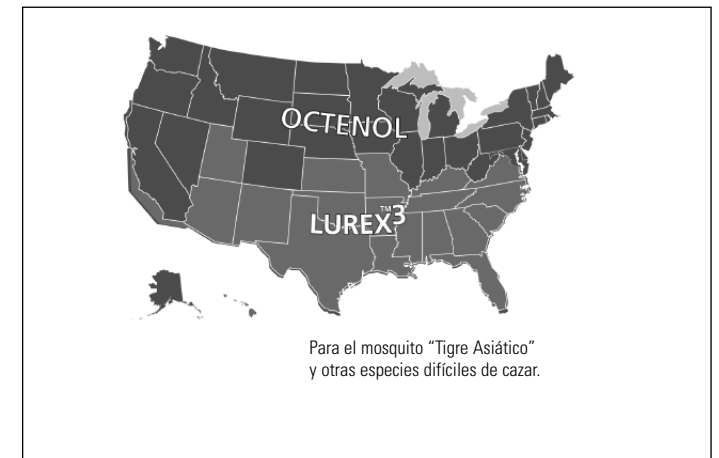 OCTENOL
LUREX™3
Para el mosquito “Tigre Asiático”
y otras especies difíciles de cazar.